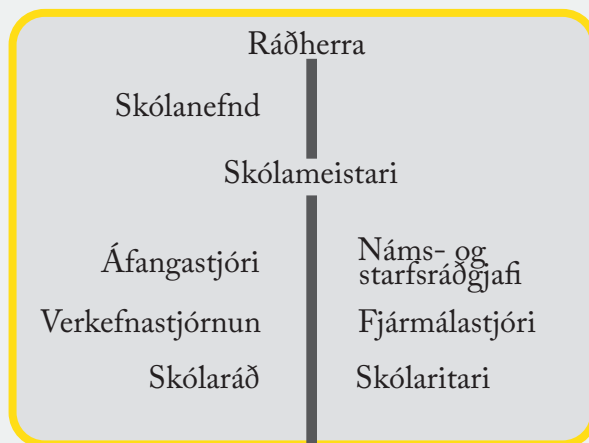 Ráðherra
Skólanefnd
Skólameistari
Áfangastjóri
Náms- og
starfsráðgjafi
Verkefnastjórnun
Fjármálastjóri
Skólaráð
Skólaritari